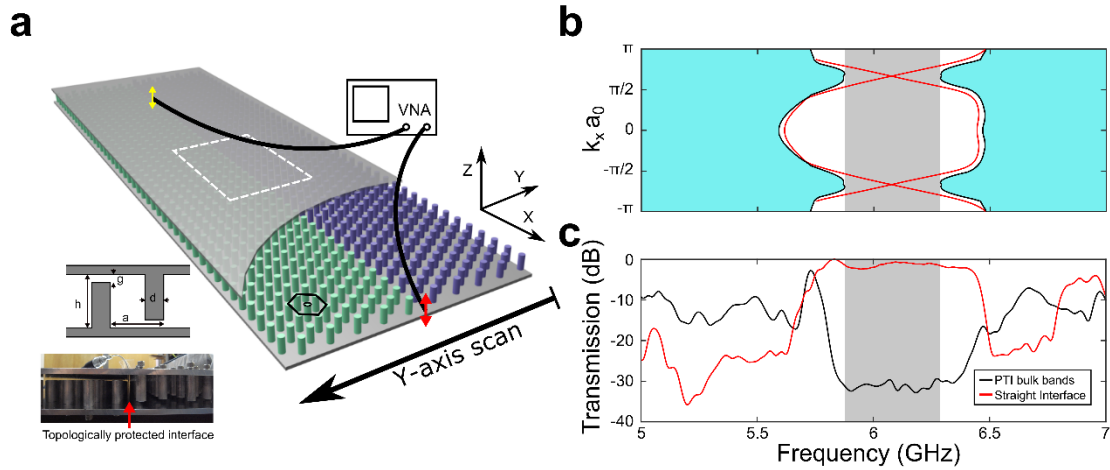 a
VNA
Z
Y
X
h
g
d
a
Y-axis scan
Topologically protected interface
b
kx a0
π
π/2
0
-π/2
-π
c
Transmission (dB)
0
-10
-20
-30
-40
PTI bulk bands
Straight Interface
5
5.5
6
6.5
7
Frequency (GHz)